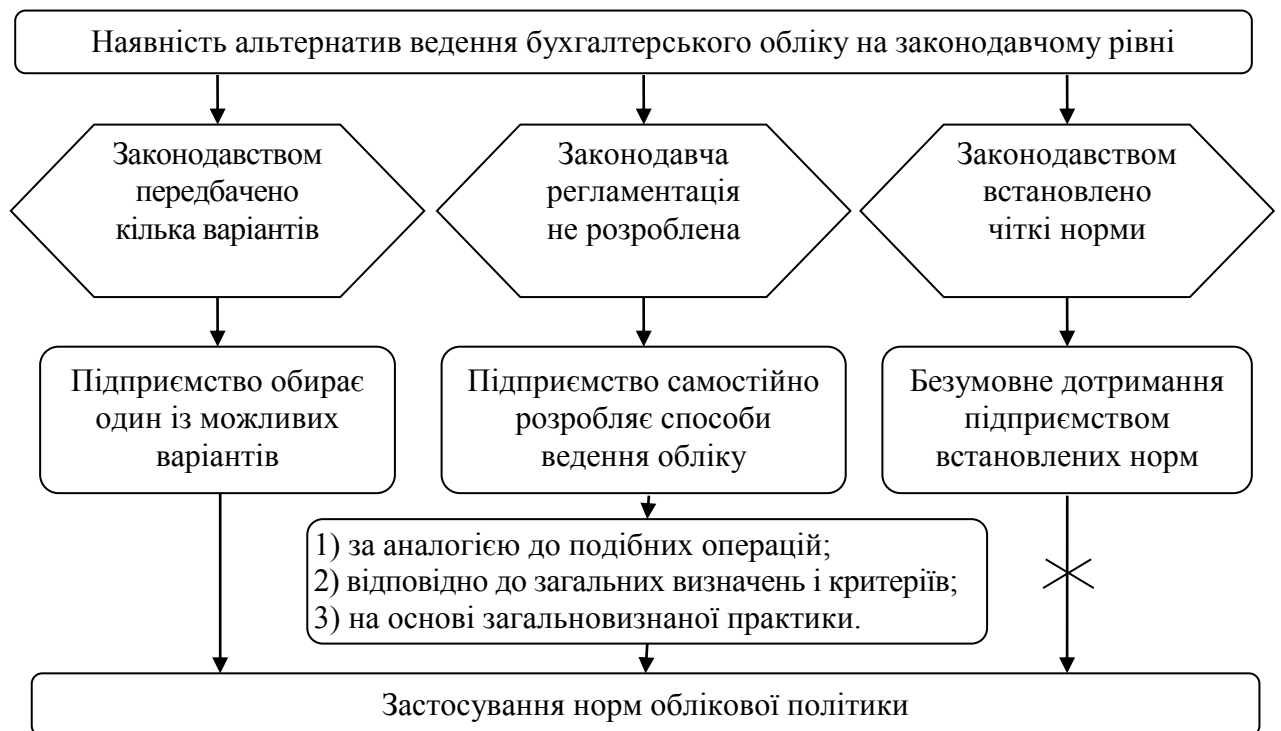 Наявність альтернатив ведення бухгалтерського обліку на законодавчому рівні
Законодавством
передбачено
кілька варіантів
Законодавча
регламентація
не розроблена
Законодавством
встановлено
чіткі норми
Підприємство обирає
один із можливих
варіантів
Підприємство самостійно
розробляє способи
ведення обліку
Безумовне дотримання
підприємством
встановлених норм
1) за аналогією до подібних операцій;
2) відповідно до загальних визначень і критеріїв;
3) на основі загальновизнаної практики.
Застосування норм облікової політики